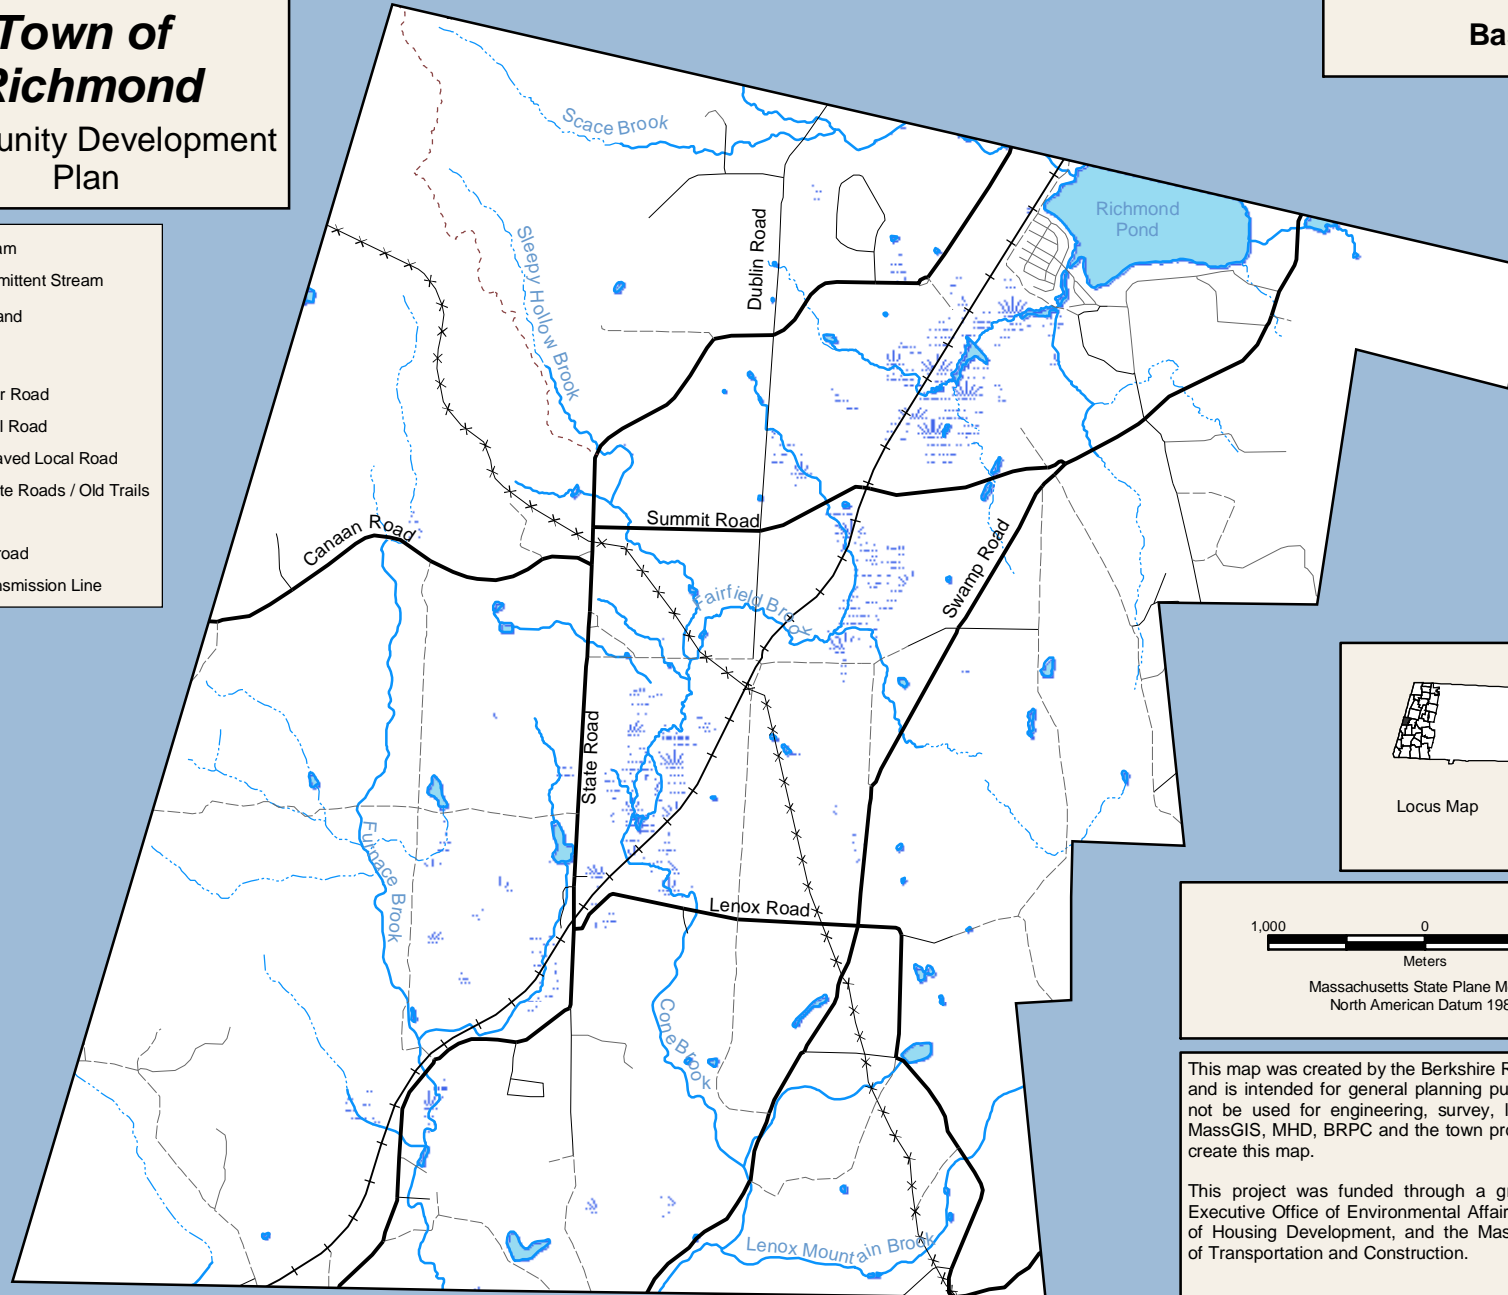 Town of
Richmond
unity Development
Plan
am
mittent Stream
and
r Road
l Road
aved Local Road
te Roads / Old Trails
road
nsmission Line
Ba
Scace Brook
Sleepy Hollow Brook
Dublin Road
Richmond
Pond
Canaan Road
Summit Road
Swamp Road
Fairfield Brook
State Road
Furnace Brook
Lenox Road
Cone Brook
Lenox Mountain Brook
Locus Map
1,000 0
Meters
Massachusetts State Plane M
North American Datum 198
This map was created by the Berkshire R
and is intended for general planning pu
not be used for engineering, survey, l
MassGIS, MHD, BRPC and the town pro
create this map.
This project was funded through a gr
Executive Office of Environmental Affair
of Housing Development, and the Mas
of Transportation and Construction.